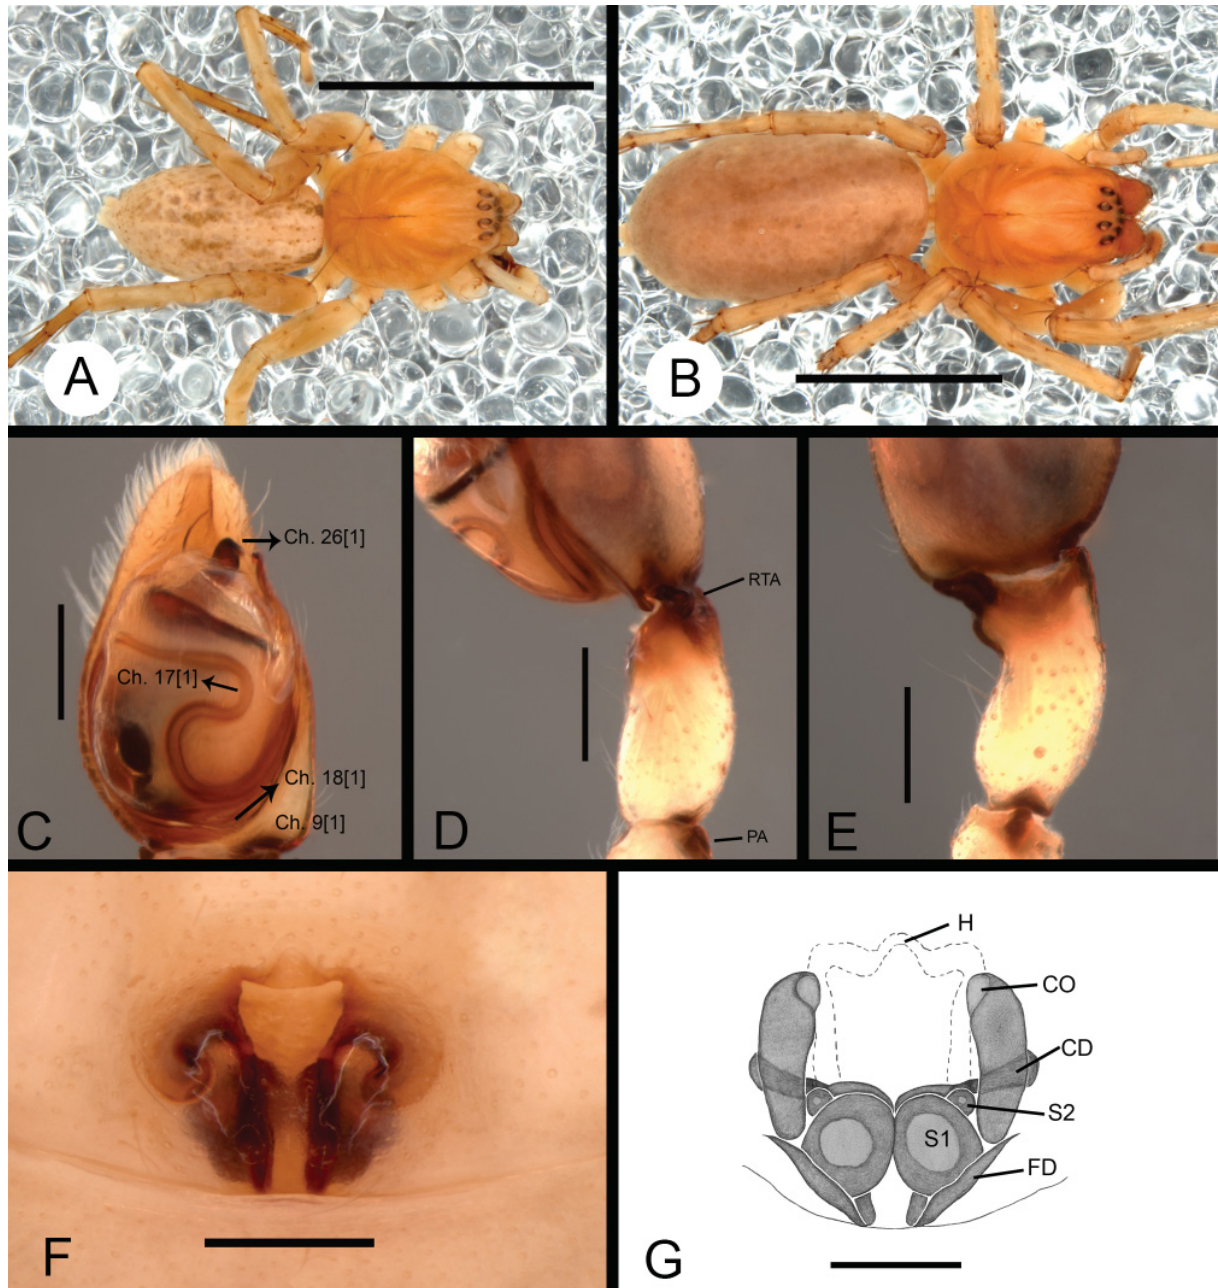 A
B
Ch. 26[1]
Ch. 17[1]
Ch. 18[1]
Ch. 9[1]
C
RTA
PA
D
E
F
H
CO
CD
S2
S1
FD
G